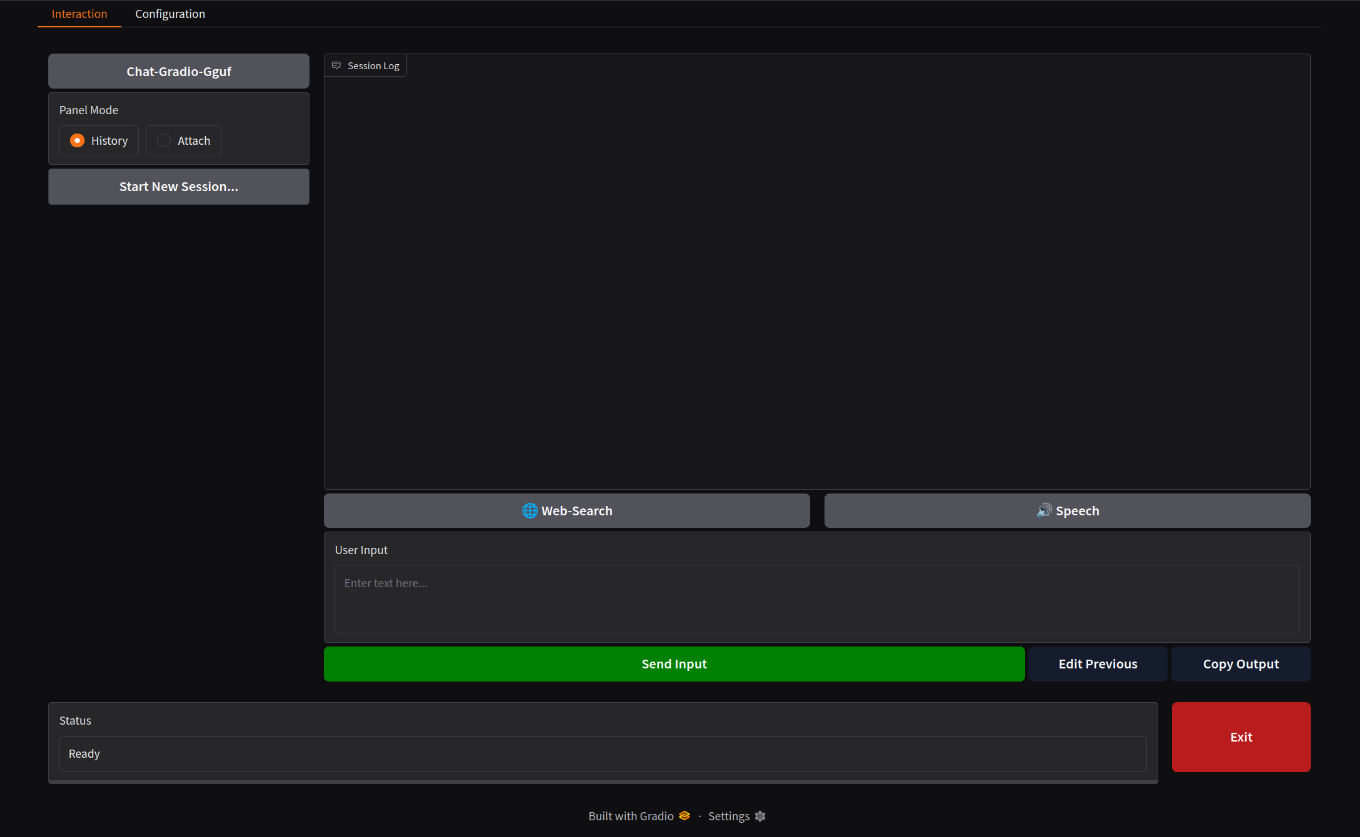 Interaction Configuration
Chat-Gradio-Gguf
Panel Mode
History Attach
Start New Session...
Session Log
🌐 Web-Search 🔊 Speech
User Input
Enter text here...
Send Input Edit Previous Copy Output
Status
Ready
Exit
Built with Gradio · Settings